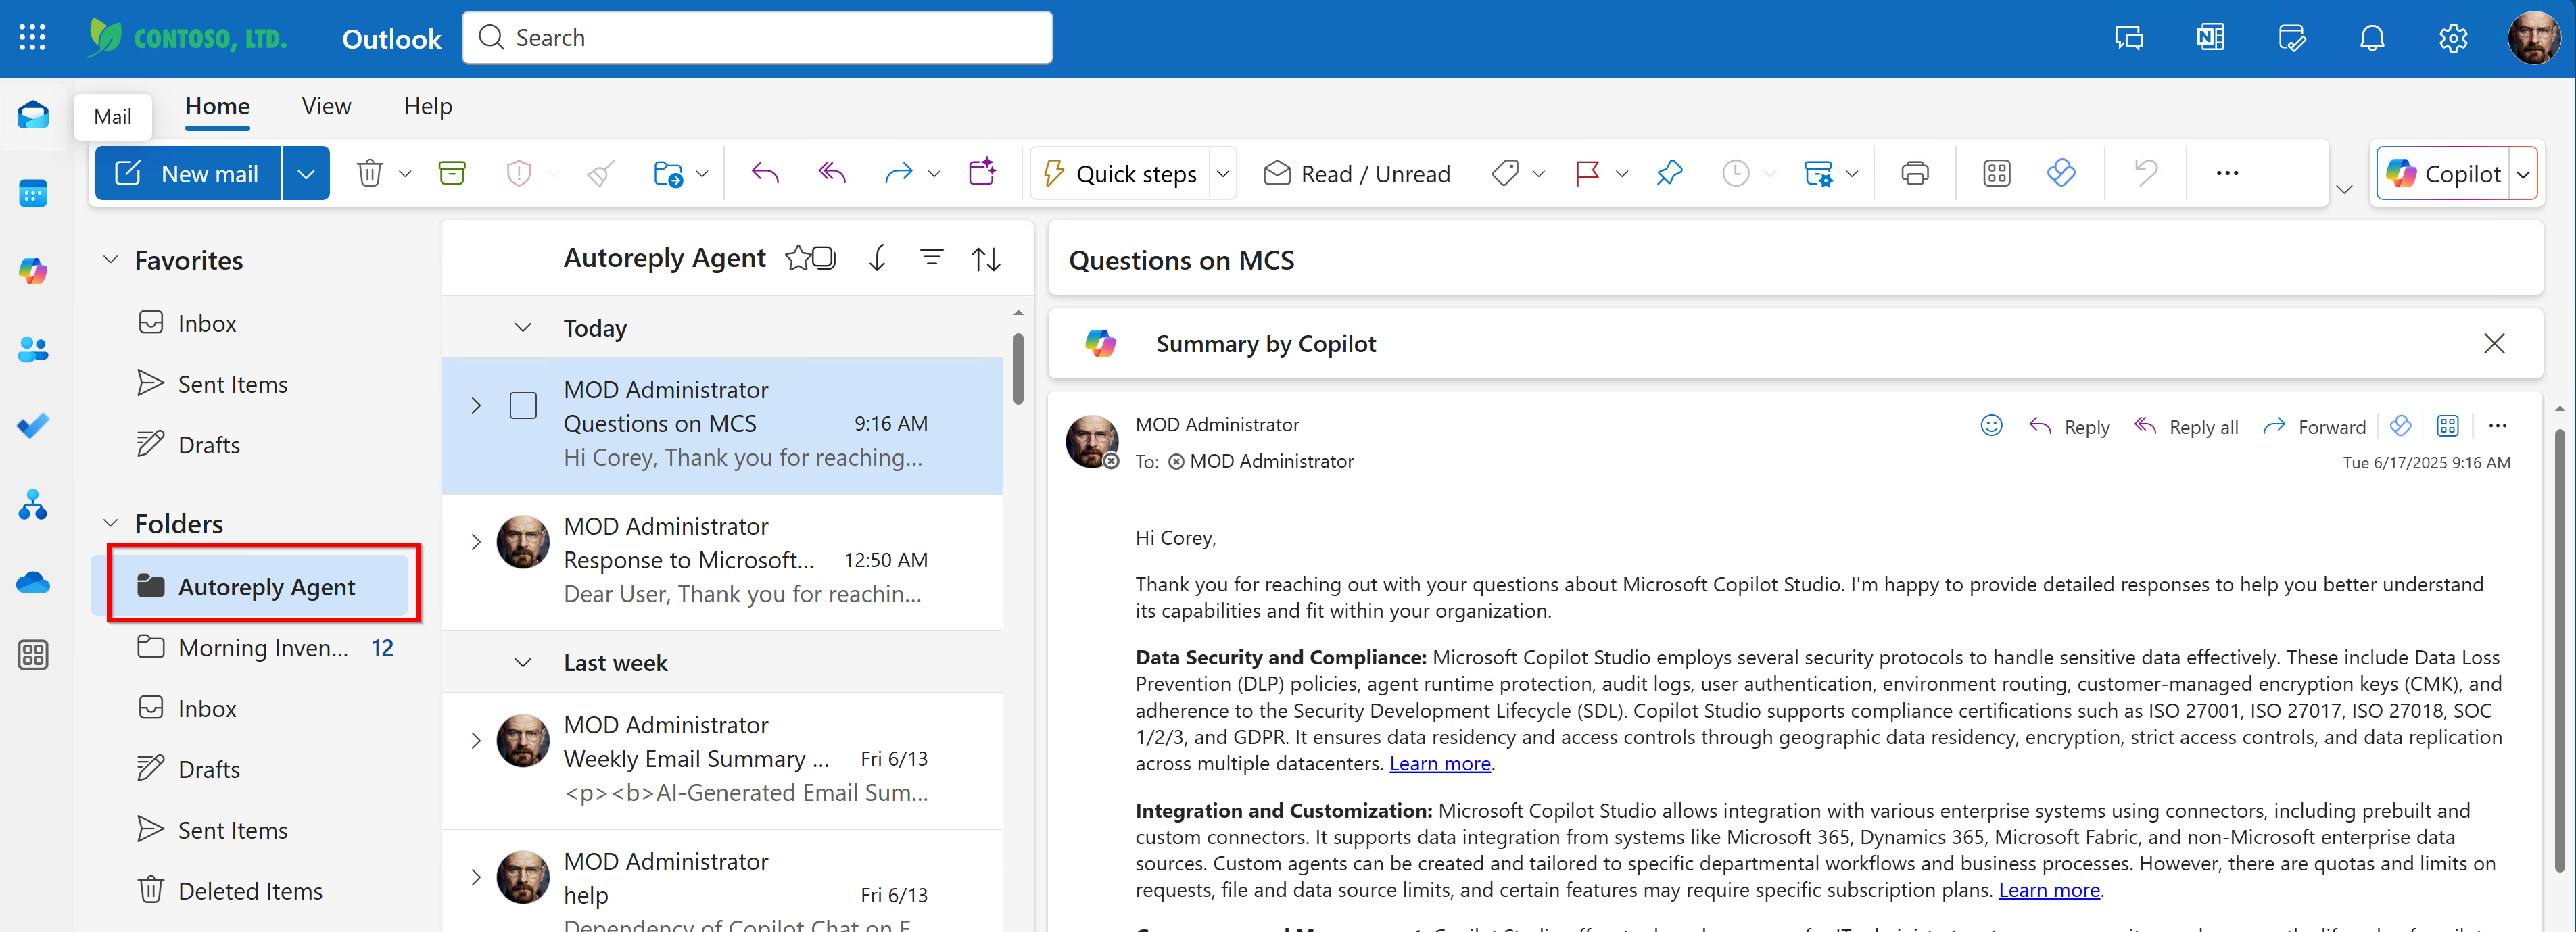 CONTOSO, LTD.
Outlook
Search
Mail
Home
View
Help
New mail
Quick steps
Read / Unread
Copilot
Favorites
Inbox
Sent Items
Drafts
Folders
Autoreply Agent
Morning Inven... 12
Inbox
Drafts
Sent Items
Deleted Items
Autoreply Agent
Today
MOD Administrator
Questions on MCS 9:16 AM
Hi Corey, Thank you for reaching...
MOD Administrator
Response to Microsoft... 12:50 AM
Dear User, Thank you for reachin...
Last week
MOD Administrator
Weekly Email Summary ... Fri 6/13
<p><b>AI-Generated Email Sum...
MOD Administrator
help Fri 6/13
Dependency of Copilot Chat on
Questions on MCS
Summary by Copilot
MOD Administrator
Reply
Reply all
Forward
To: MOD Administrator
Tue 6/17/2025 9:16 AM
Hi Corey,
Thank you for reaching out with your questions about Microsoft Copilot Studio. I'm happy to provide detailed responses to help you better understand
its capabilities and fit within your organization.
Data Security and Compliance: Microsoft Copilot Studio employs several security protocols to handle sensitive data effectively. These include Data Loss
Prevention (DLP) policies, agent runtime protection, audit logs, user authentication, environment routing, customer-managed encryption keys (CMK), and
adherence to the Security Development Lifecycle (SDL). Copilot Studio supports compliance certifications such as ISO 27001, ISO 27017, ISO 27018, SOC
1/2/3, and GDPR. It ensures data residency and access controls through geographic data residency, encryption, strict access controls, and data replication
across multiple datacenters. Learn more.
Integration and Customization: Microsoft Copilot Studio allows integration with various enterprise systems using connectors, including prebuilt and
custom connectors. It supports data integration from systems like Microsoft 365, Dynamics 365, Microsoft Fabric, and non-Microsoft enterprise data
sources. Custom agents can be created and tailored to specific departmental workflows and business processes. However, there are quotas and limits on
requests, file and data source limits, and certain features may require specific subscription plans. Learn more.